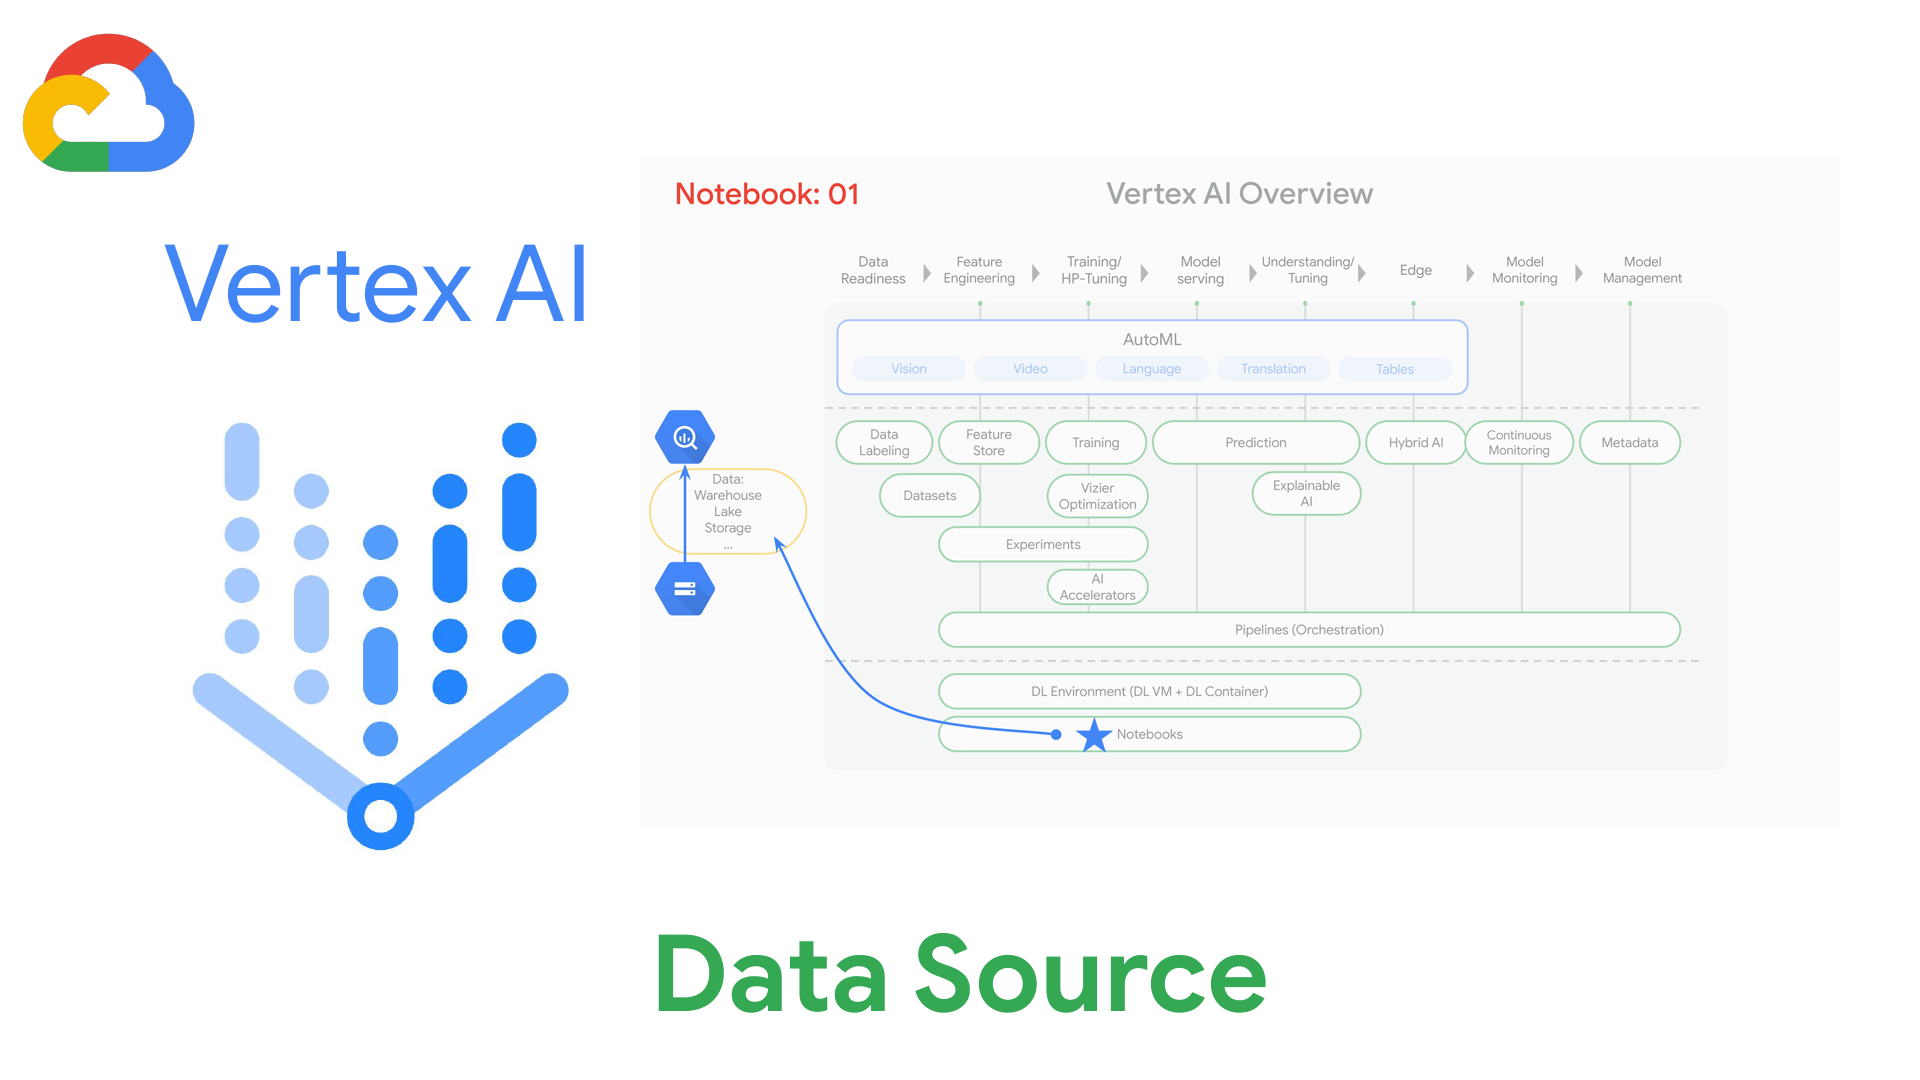 Vertex AI
Notebook: 01
Vertex AI Overview
Data
Readiness
Feature
Engineering
Training/
HP-Tuning
Model
serving
Understanding/
Tuning
Edge
Model
Monitoring
Model
Management
AutoML
Vision
Video
Language
Translation
Tables
Data
Labeling
Feature
Store
Training
Prediction
Hybrid AI
Continuous
Monitoring
Metadata
Data:
Warehouse
Lake
Storage
...
Datasets
Vizier
Optimization
Explainable
AI
Experiments
AI
Accelerators
Pipelines (Orchestration)
DL Environment (DL VM + DL Container)
Notebooks
Data Source